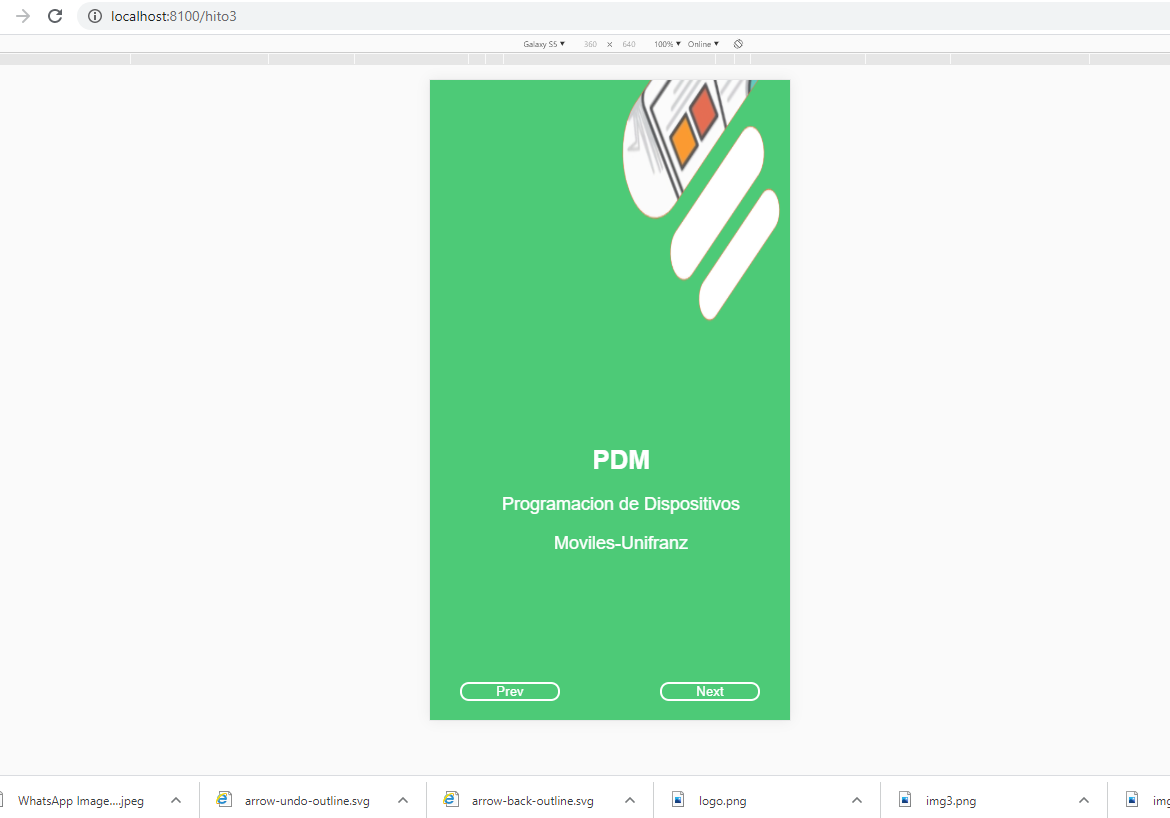 localhost:8100/hito3
Galaxy S5 ▼ 360 × 640 100% ▼ Online ▼
PDM
Programacion de Dispositivos
Moviles-Unifranz
Prev Next
WhatsApp Image....jpeg arrow-undo-outline.svg arrow-back-outline.svg logo.png img3.png img